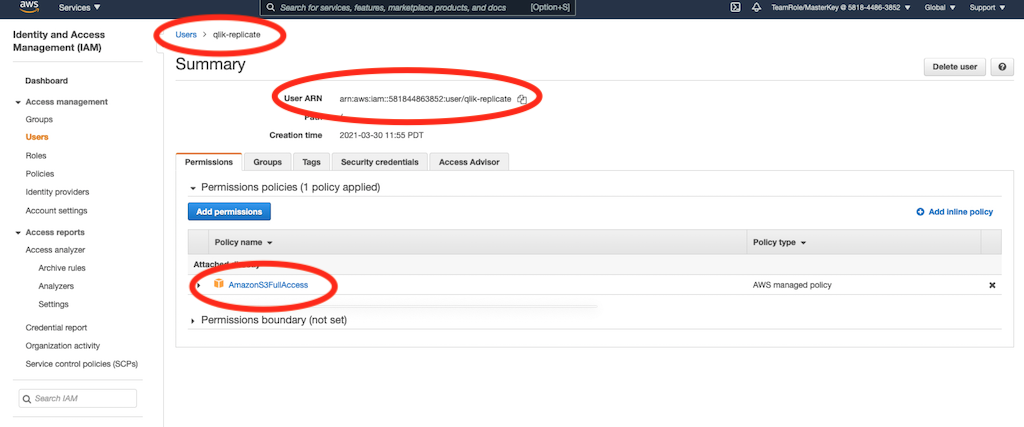 aws Services Search for services, features, marketplace products, and docs [Option+S] TeamRole/MasterKey @ 5818-4486-3852 Global Support
Identity and Access
Management (IAM)
Dashboard
Access management
Groups
Users
Roles
Policies
Identity providers
Account settings
Access reports
Access analyzer
Archive rules
Analyzers
Settings
Credential report
Organization activity
Service control policies (SCPs)
Search IAM
Users > qlik-replicate
Summary
Delete user
User ARN arn:aws:iam::581844863852:user/qlik-replicate
Path /
Creation time 2021-03-30 11:55 PDT
Permissions Groups Tags Security credentials Access Advisor
Permissions policies (1 policy applied)
Add permissions Add inline policy
Policy name Policy type
Attached directly
AmazonS3FullAccess AWS managed policy
Permissions boundary (not set)